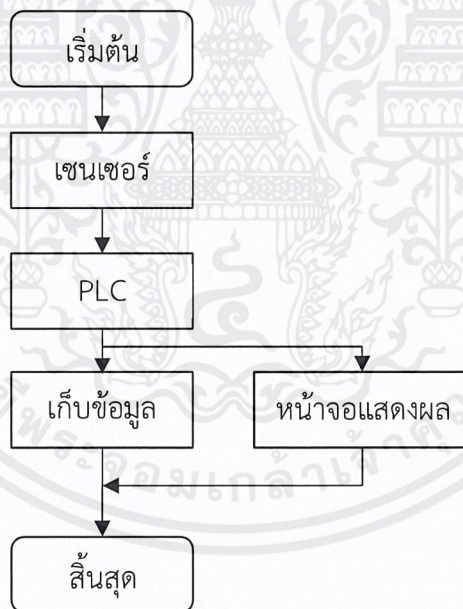 เริ่มต้น
เซนเซอร์
PLC
เก็บข้อมูล
หน้าจอแสดงผล
สิ้นสุด